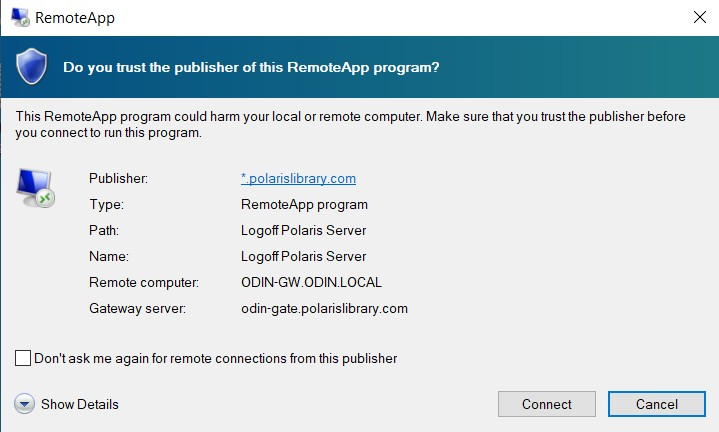 RemoteApp
Do you trust the publisher of this RemoteApp program?
This RemoteApp program could harm your local or remote computer. Make sure that you trust the publisher before
you connect to run this program.
Publisher: *.polarislibrary.com
Type: RemoteApp program
Path: Logoff Polaris Server
Name: Logoff Polaris Server
Remote computer: ODIN-GW.ODIN.LOCAL
Gateway server: odin-gate.polarislibrary.com
Don't ask me again for remote connections from this publisher
Show Details Connect Cancel